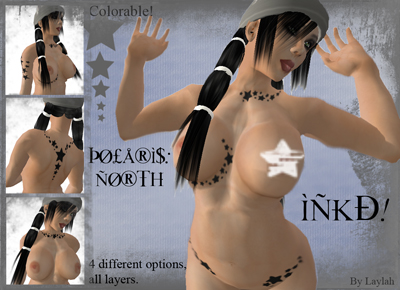 Colorable!
ÞØ£Å®ï$:
ÑØ®TH
ÌÑKÐ!
4 different options,
all layers.
By Laylah